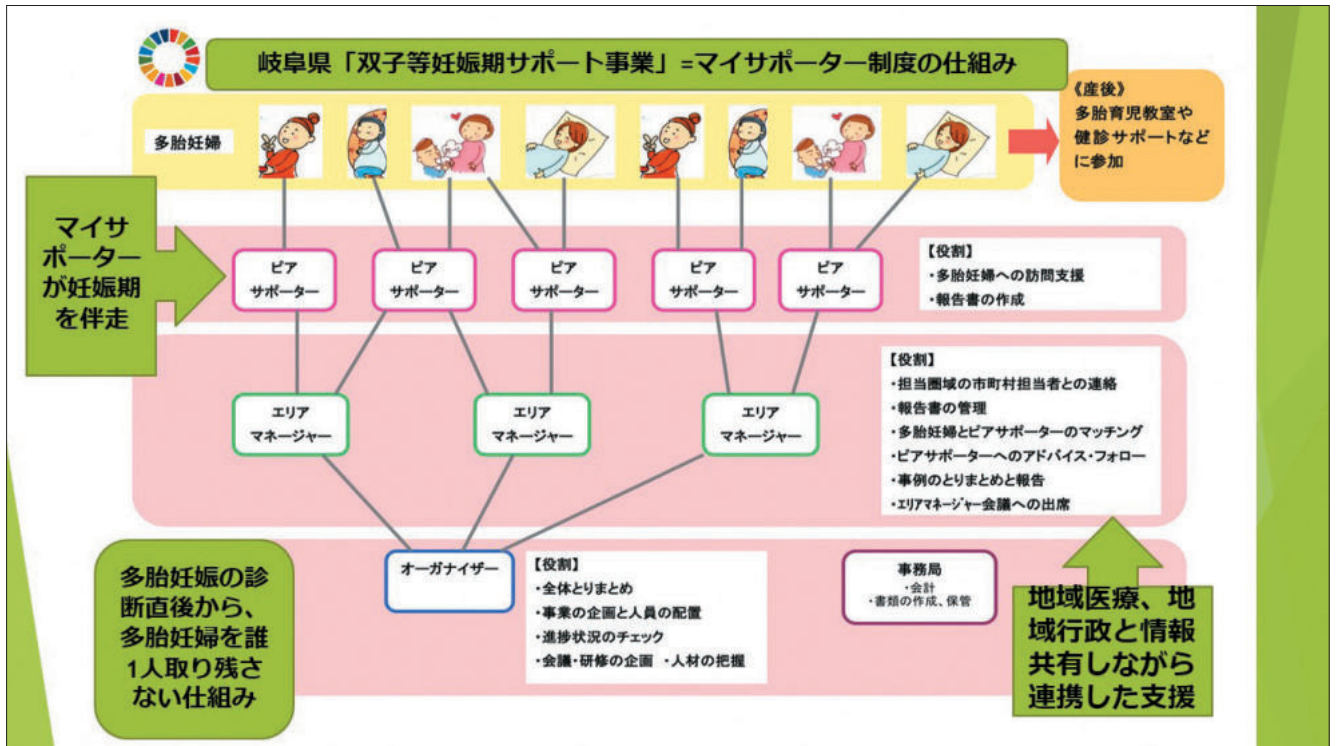 岐阜県「双子等妊娠期サポート事業」=マイサポーター制度の仕組み
《産後》
多胎育児教室や
健診サポートなど
に参加
多胎妊婦
マイサ
ポーター
が妊娠期
を伴走
ピア
サポーター
ピア
サポーター
ピア
サポーター
ピア
サポーター
ピア
サポーター
【役割】
・多胎妊婦への訪問支援
・報告書の作成
エリア
マネージャー
エリア
マネージャー
エリア
マネージャー
【役割】
・担当圏域の市町村担当者との連絡
・報告書の管理
・多胎妊婦とピアサポーターのマッチング
・ピアサポーターへのアドバイス・フォロー
・事例のとりまとめと報告
・エリアマネージャー会議への出席
多胎妊娠の診
断直後から、
多胎妊婦を誰
1人取り残さ
ない仕組み
オーガナイザー
【役割】
・全体とりまとめ
・事業の企画と人員の配置
・進捗状況のチェック
・会議・研修の企画 ・人材の把握
事務局
・会計
・書類の作成、保管
地域医療、地
域行政と情報
共有しながら
連携した支援